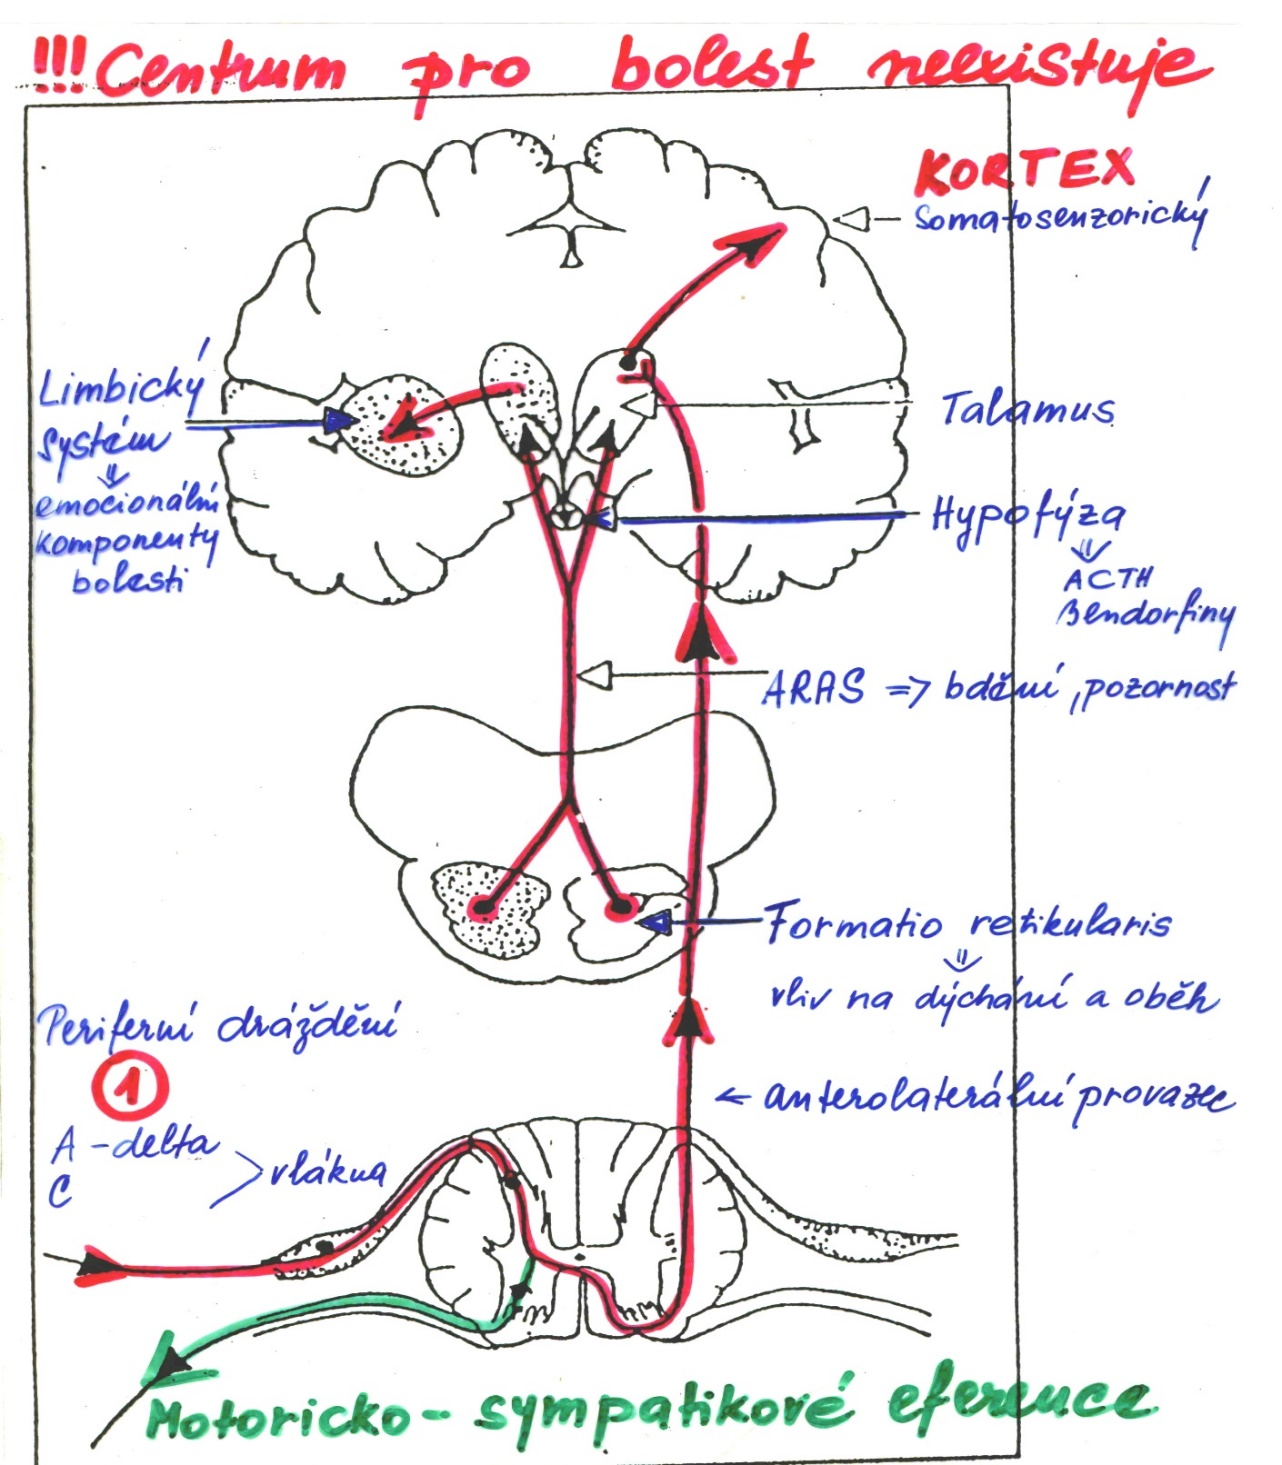 !!! Centrum pro bolest neexistuje
KORTEX
Somatosenzorický
Limbický
systém
⇓
emocionální
komponenty
bolesti
Talamus
Hypofýza
⇓
ACTH
βendorfiny
ARAS => bdění, pozornost
Formatio retikularis
⇓
vliv na dýchání a oběh
Periferní dráždění
1
A-delta
C
> vlákna
← anterolaterální provazec
Motoricko-sympatikové eference